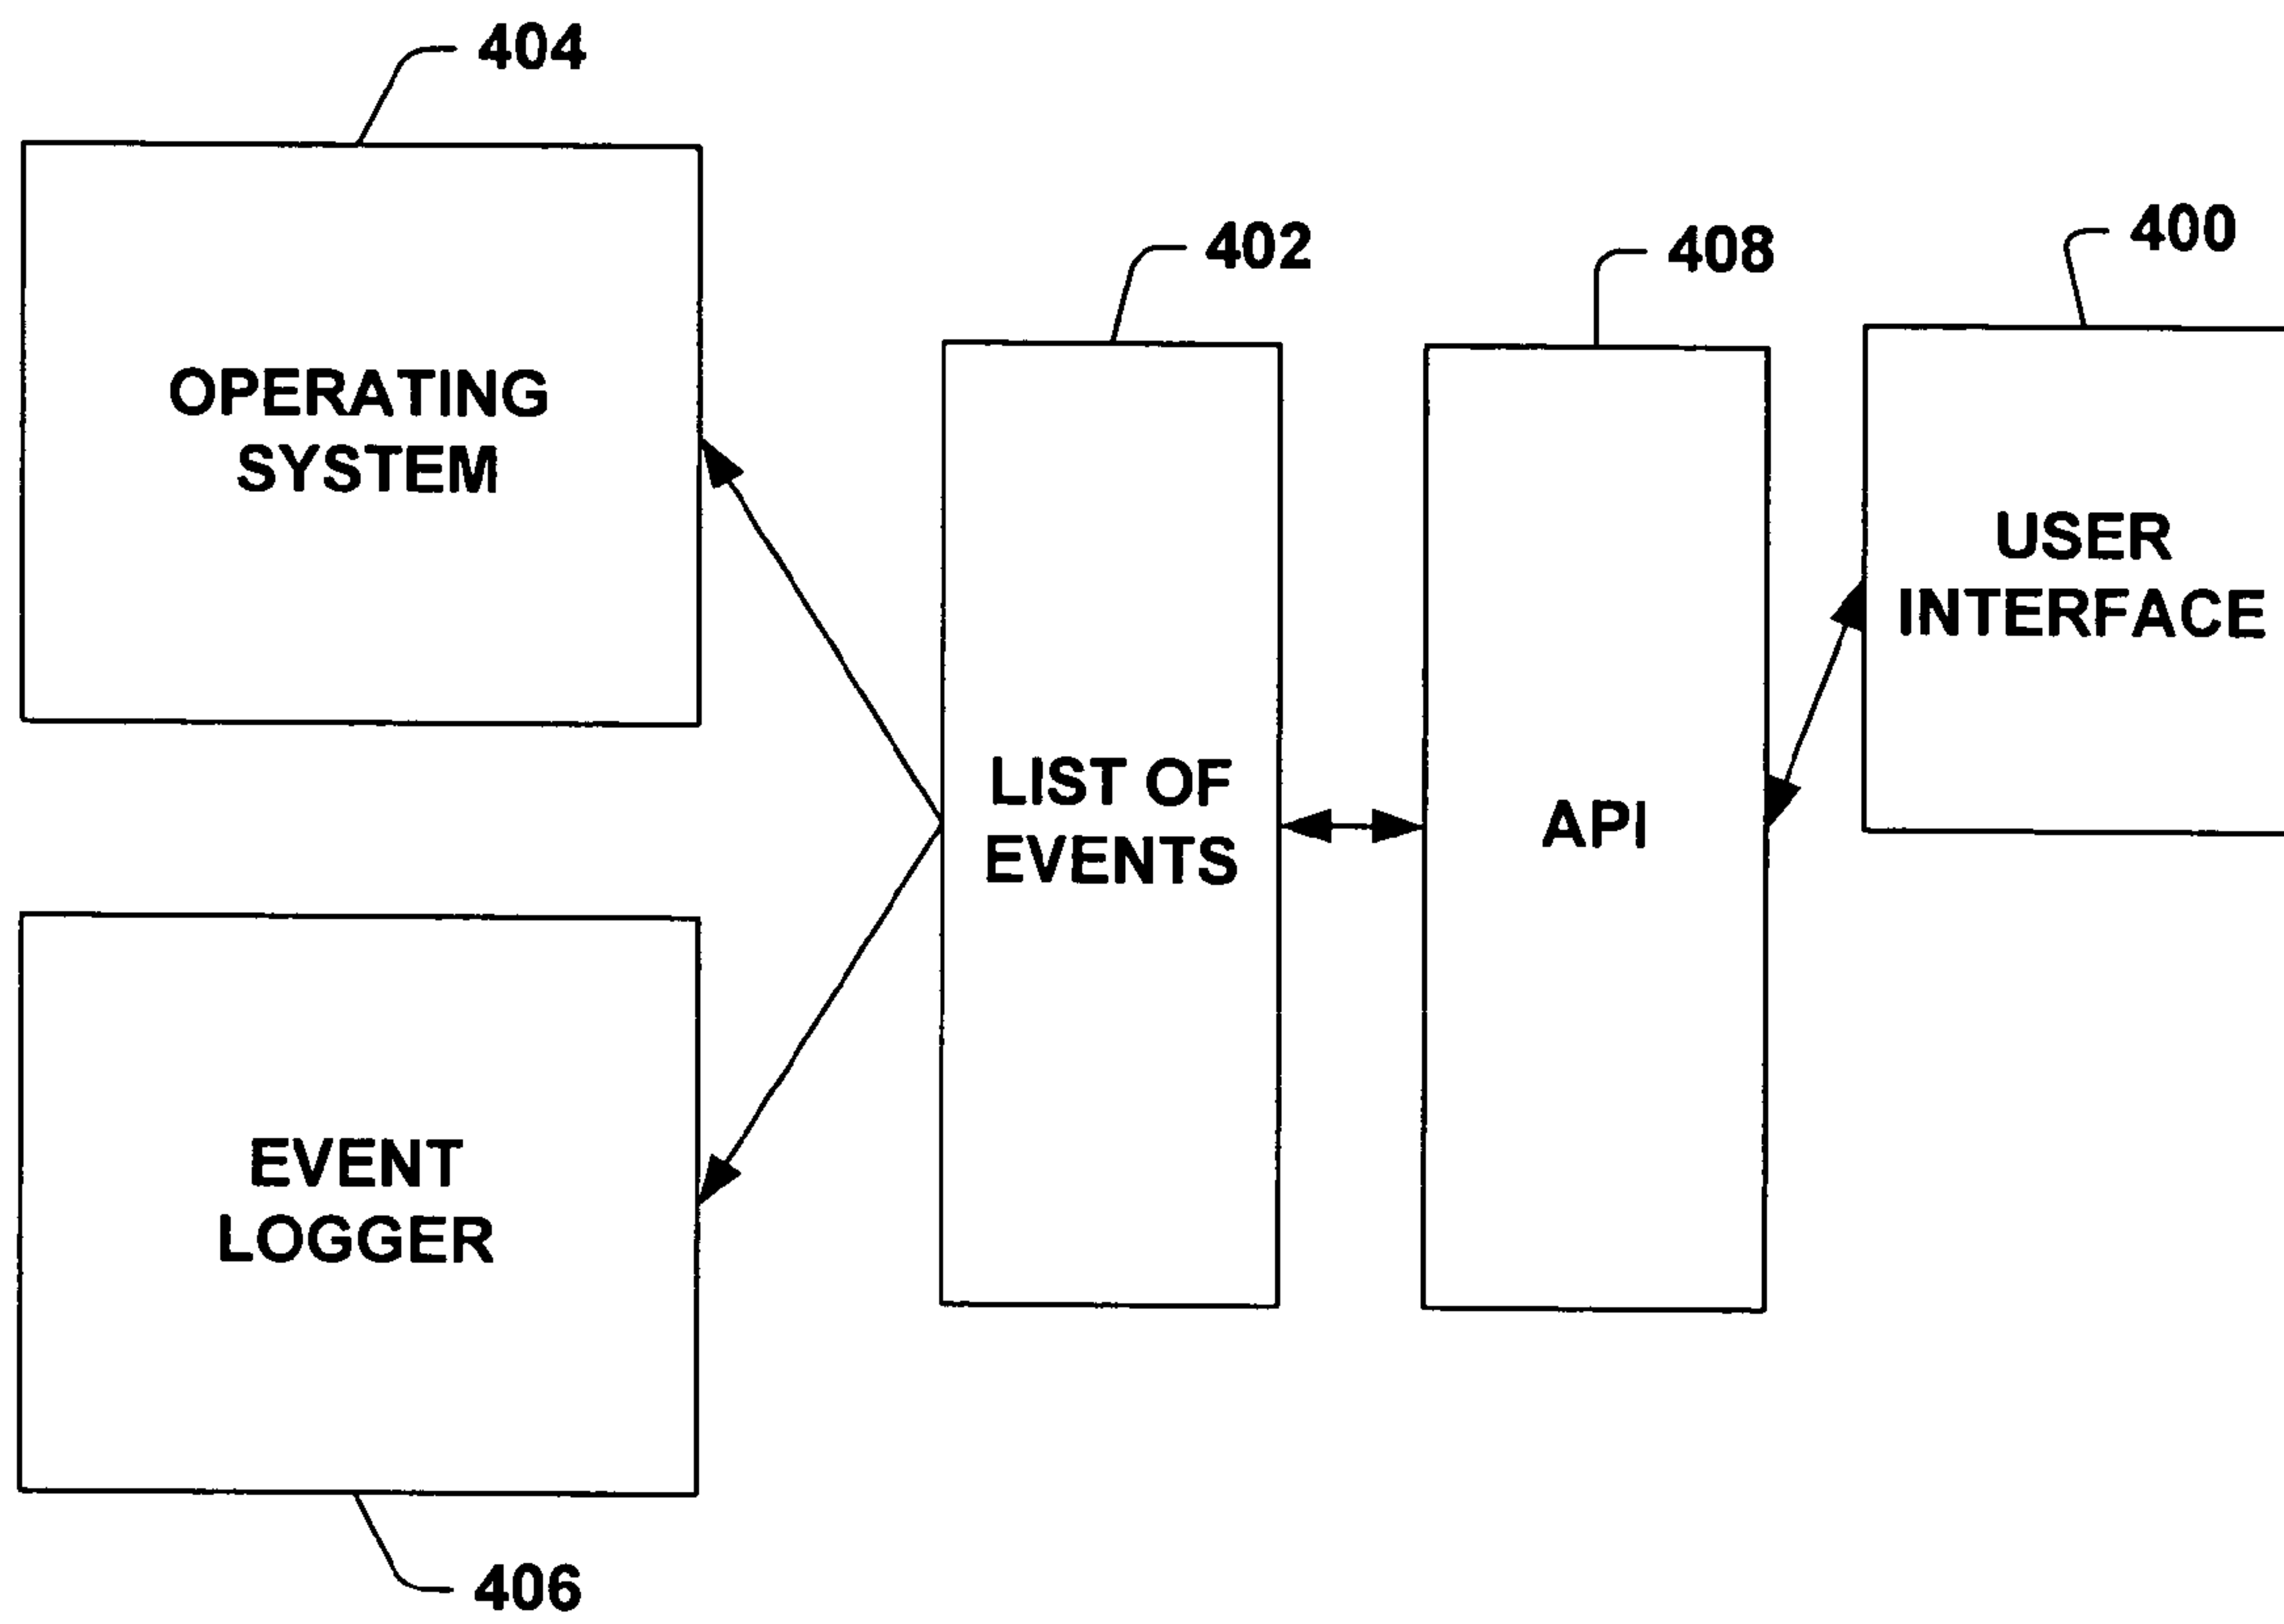 404
OPERATING
SYSTEM
402
LIST OF
EVENTS
408
API
400
USER
INTERFACE
EVENT
LOGGER
406